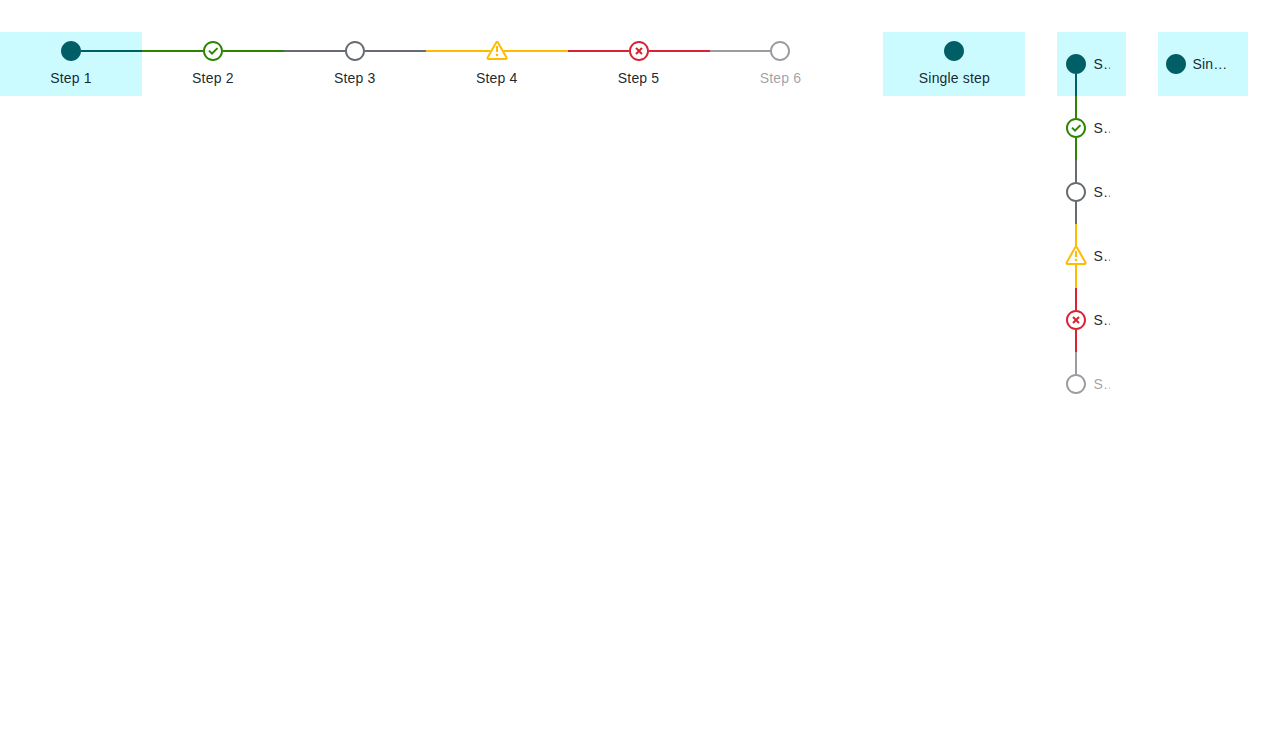 Step 1
Step 2
Step 3
Step 4
Step 5
Step 6
Single step
S..
S..
S..
S..
S..
S..
Sin...